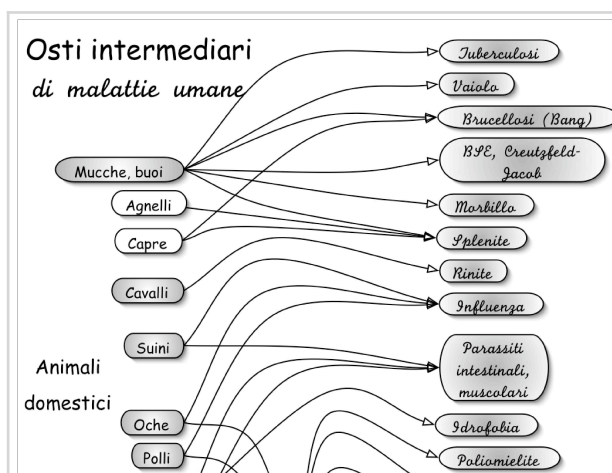 Osti intermediari
di malattie umane
Tuberculosi
Vaiolo
Brucellosi (Bang)
BSE, Creutzfeld-
Jacob
Mucche, buoi
Agnelli
Morbillo
Capre
Splenite
Rinite
Cavalli
Influenza
Suini
Parassiti
intestinali,
muscolari
Animali
domestici
Oche
Idrofobia
Polli
Poliomielite